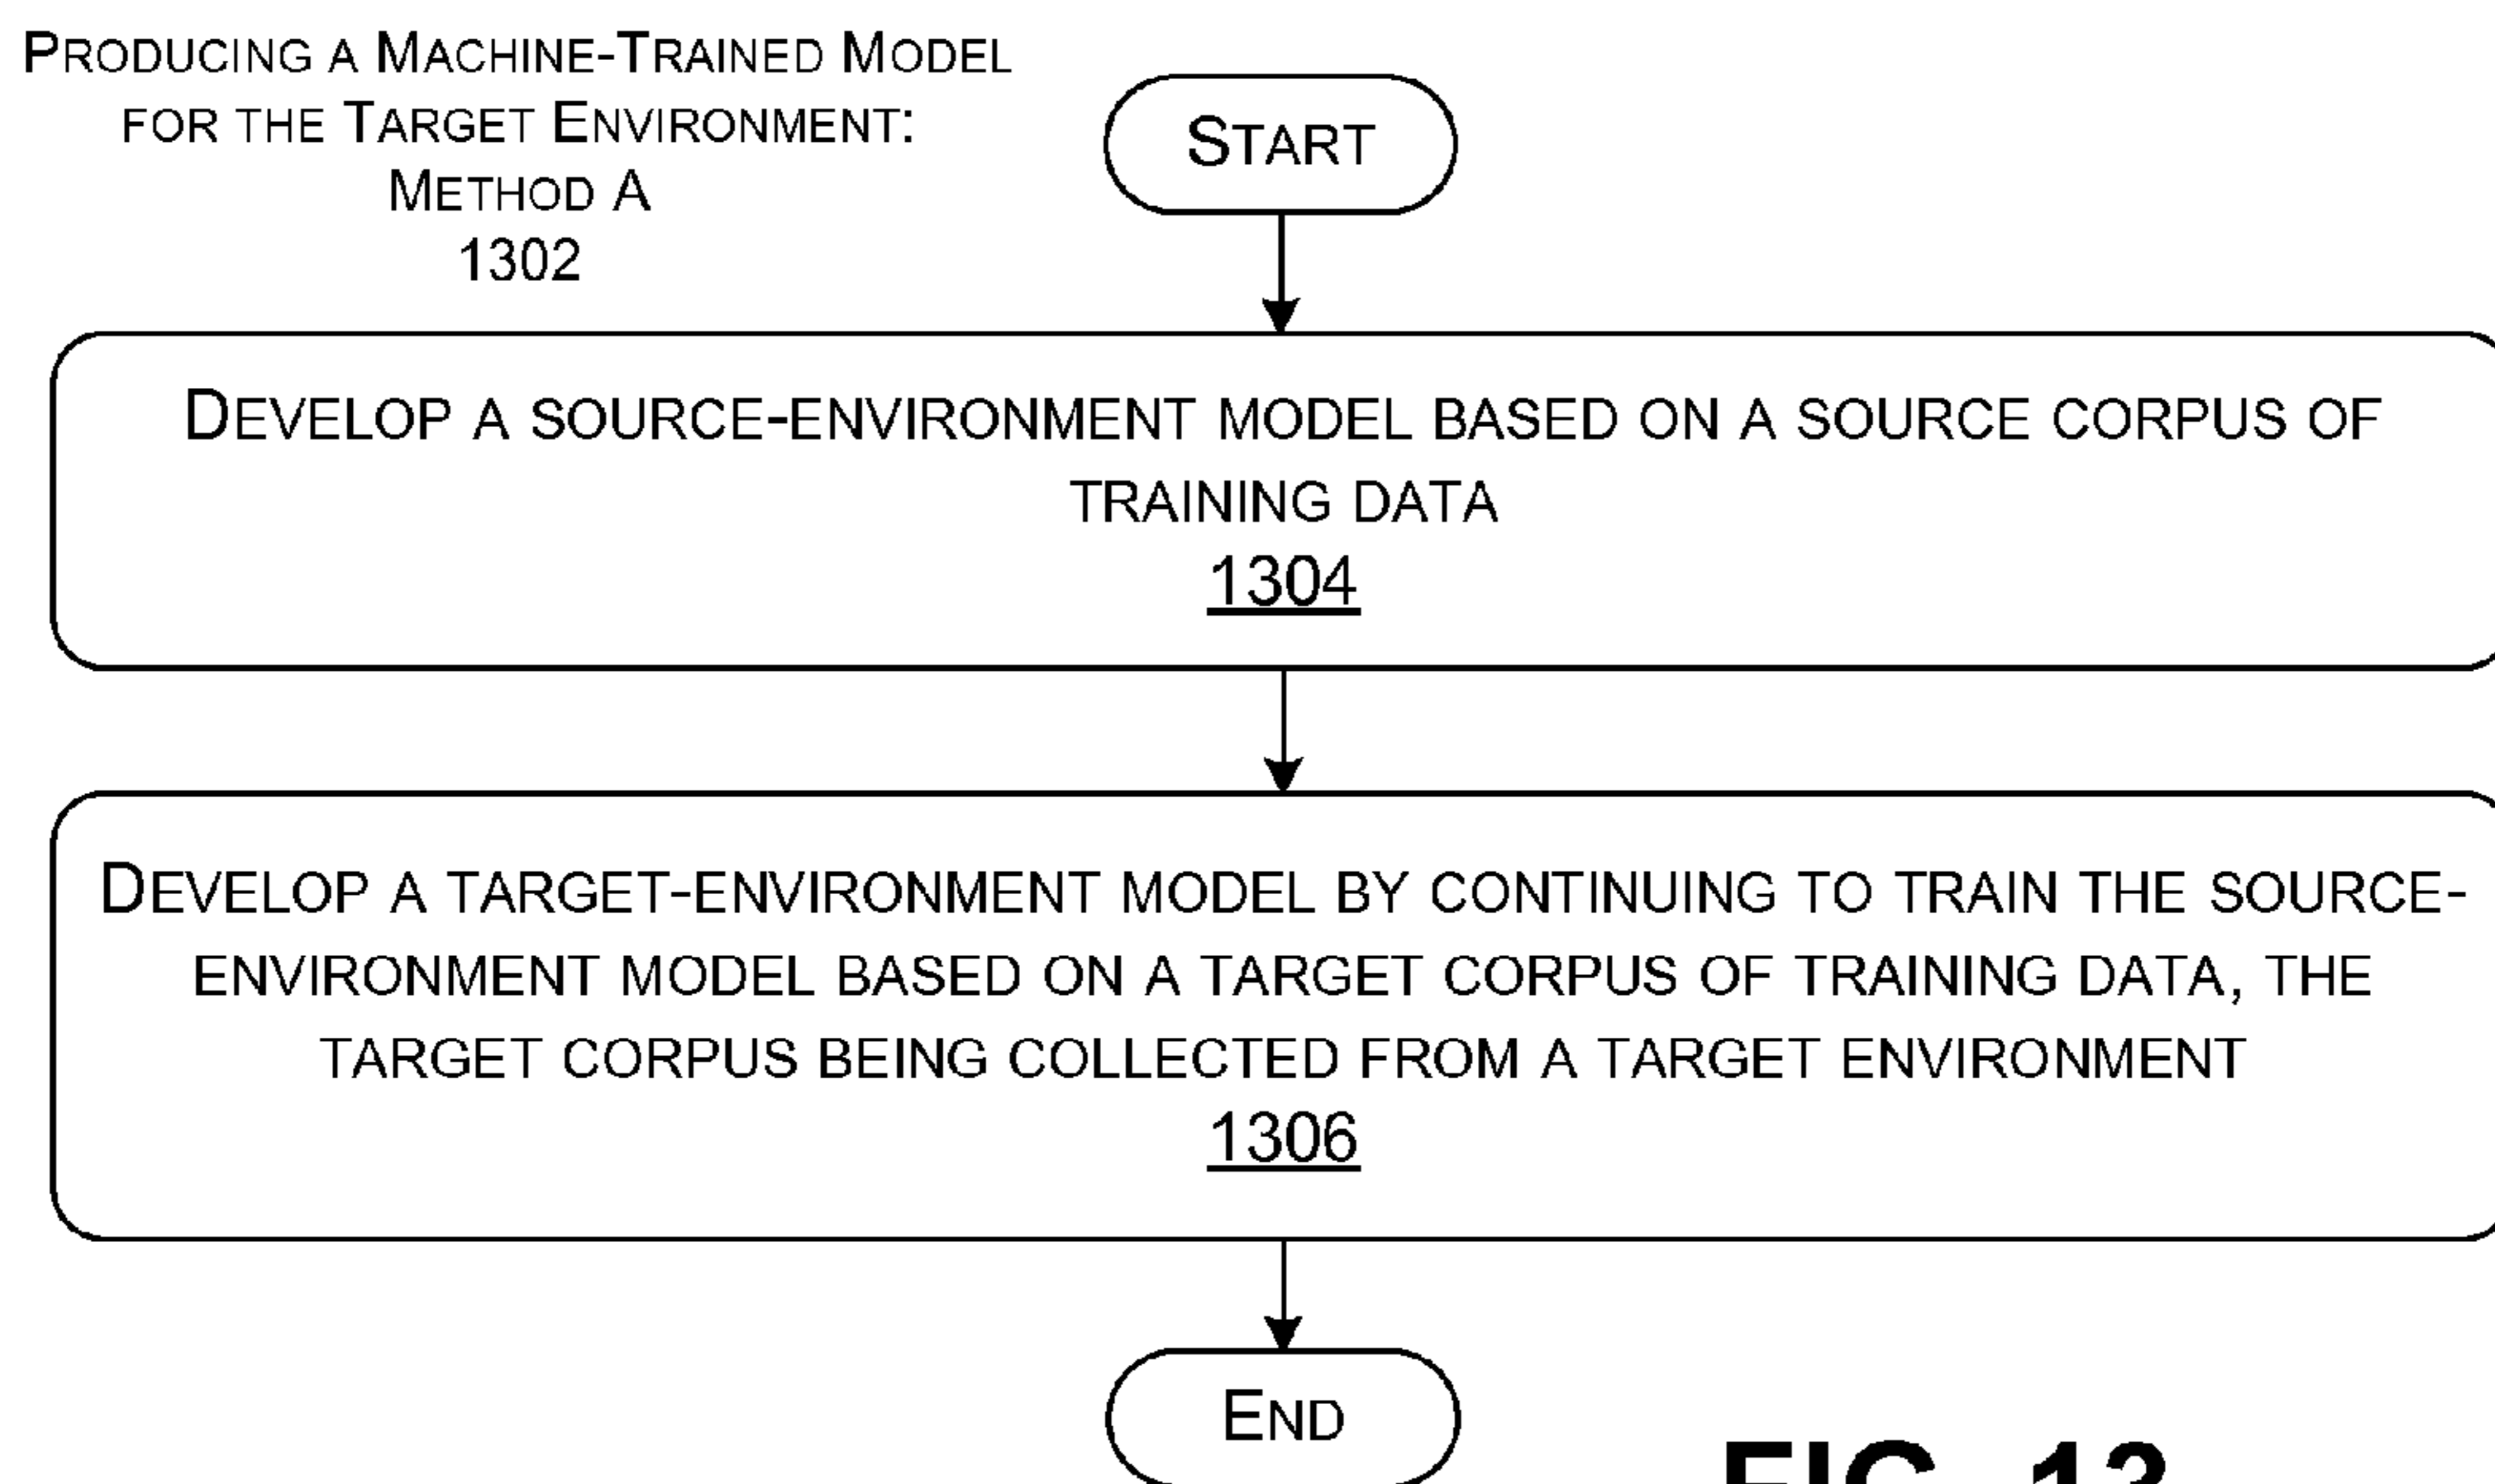 PRODUCING A MACHINE-TRAINED MODEL
FOR THE TARGET ENVIRONMENT:
METHOD A
1302
START
DEVELOP A SOURCE-ENVIRONMENT MODEL BASED ON A SOURCE CORPUS OF
TRAINING DATA
1304
DEVELOP A TARGET-ENVIRONMENT MODEL BY CONTINUING TO TRAIN THE SOURCE-
ENVIRONMENT MODEL BASED ON A TARGET CORPUS OF TRAINING DATA, THE
TARGET CORPUS BEING COLLECTED FROM A TARGET ENVIRONMENT
1306
END
FIG. 13